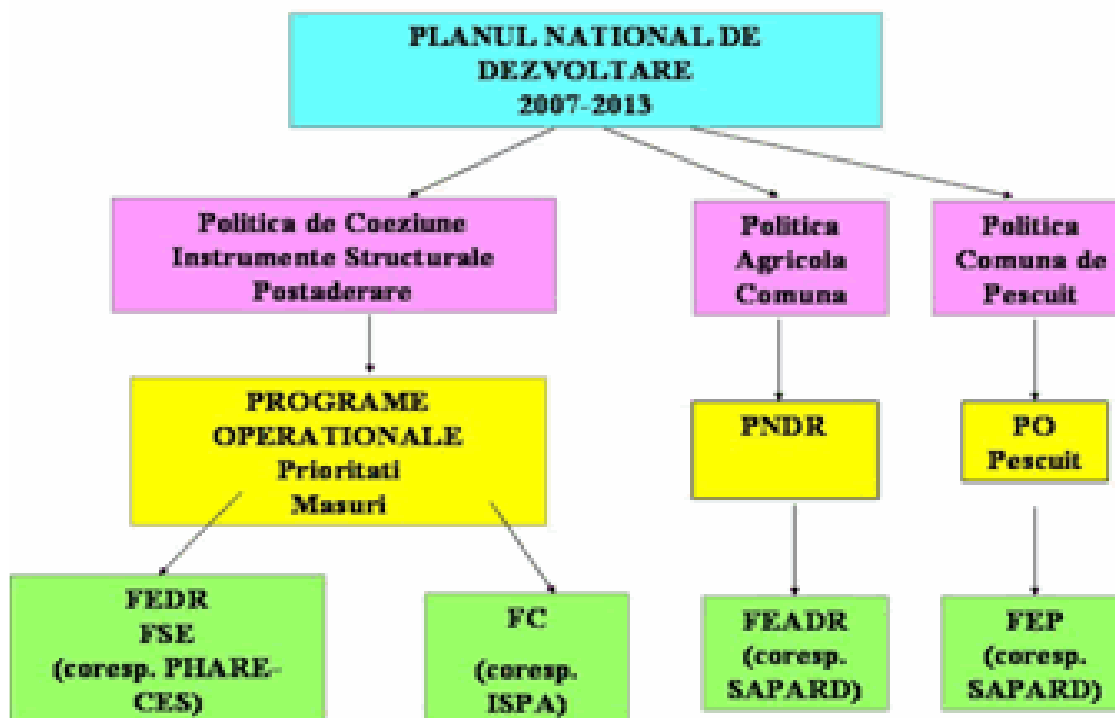 PLANUL NATIONAL DE
DEZVOLTARE
2007-2013
Politica de Coeziune
Instrumente Structurale
Postaderare
Politica
Agricola
Comuna
Politica
Comuna de
Pescuit
PROGRAME
OPERATIONALE
Prioritati
Masuri
PNDR
PO
Pescuit
FEDR
FSE
(coresp. PHARE-
CES)
FC
(coresp.
ISPA)
FEADR
(coresp.
SAPARD)
FEP
(coresp.
SAPARD)